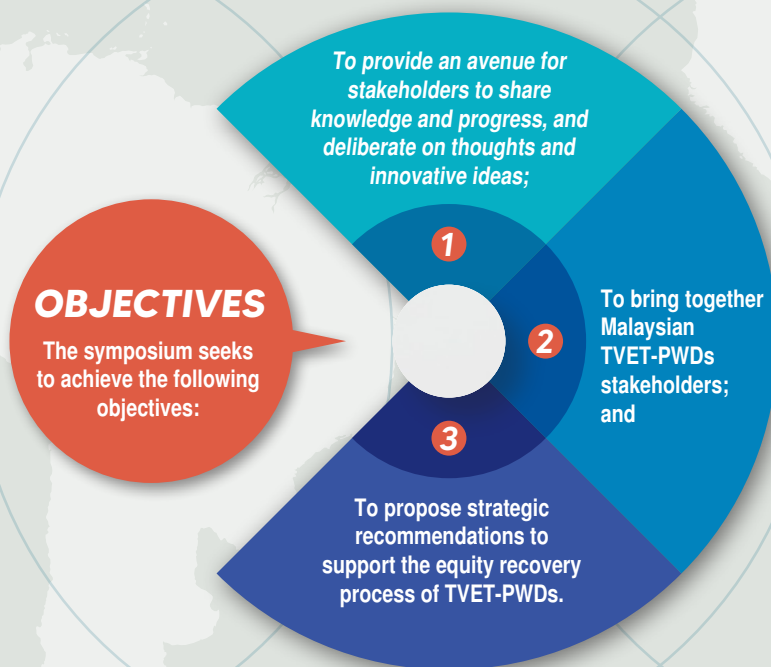 OBJECTIVES
The symposium seeks
to achieve the following
objectives:
To provide an avenue for
stakeholders to share
knowledge and progress, and
deliberate on thoughts and
innovative ideas;
1
To bring together
Malaysian
TVET-PWDs
stakeholders;
and
2
3
To propose strategic
recommendations to
support the equity recovery
process of TVET-PWDs.